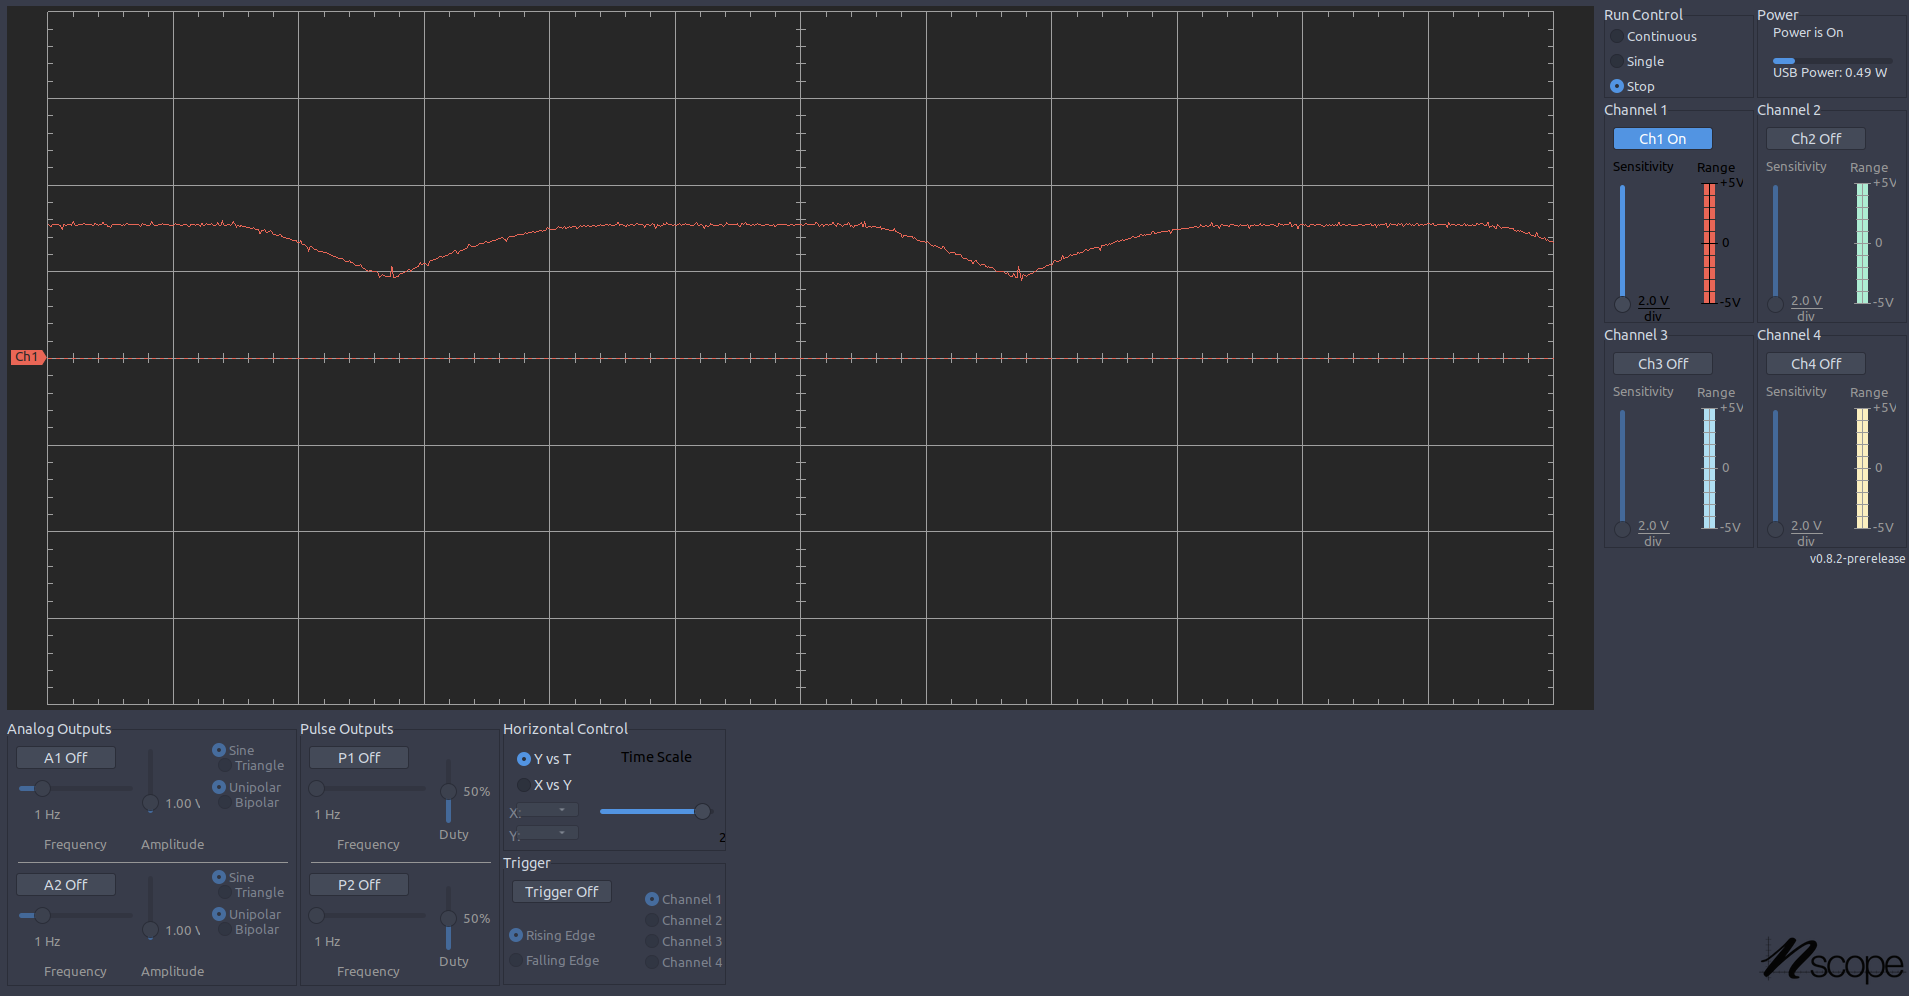 Run Control
Continuous
Single
Stop
Power
Power is On
USB Power: 0.49 W
Channel 1
Ch1 On
Sensitivity
Range
+5V
0
-5V
2.0 V
div
Channel 2
Ch2 Off
Sensitivity
Range
+5V
0
-5V
2.0 V
div
Ch1
Channel 3
Ch3 Off
Sensitivity
Range
+5V
0
-5V
2.0 V
div
Channel 4
Ch4 Off
Sensitivity
Range
+5V
0
-5V
2.0 V
div
v0.8.2-prerelease
Analog Outputs
A1 Off
1 Hz
Frequency
1.00 V
Amplitude
Sine
Triangle
Unipolar
Bipolar
A2 Off
1 Hz
Frequency
1.00 V
Amplitude
Sine
Triangle
Unipolar
Bipolar
Pulse Outputs
P1 Off
1 Hz
Frequency
50%
Duty
P2 Off
1 Hz
Frequency
50%
Duty
Horizontal Control
Y vs T
X vs Y
X:
Y:
Time Scale
2
Trigger
Trigger Off
Rising Edge
Falling Edge
Channel 1
Channel 2
Channel 3
Channel 4
nscope